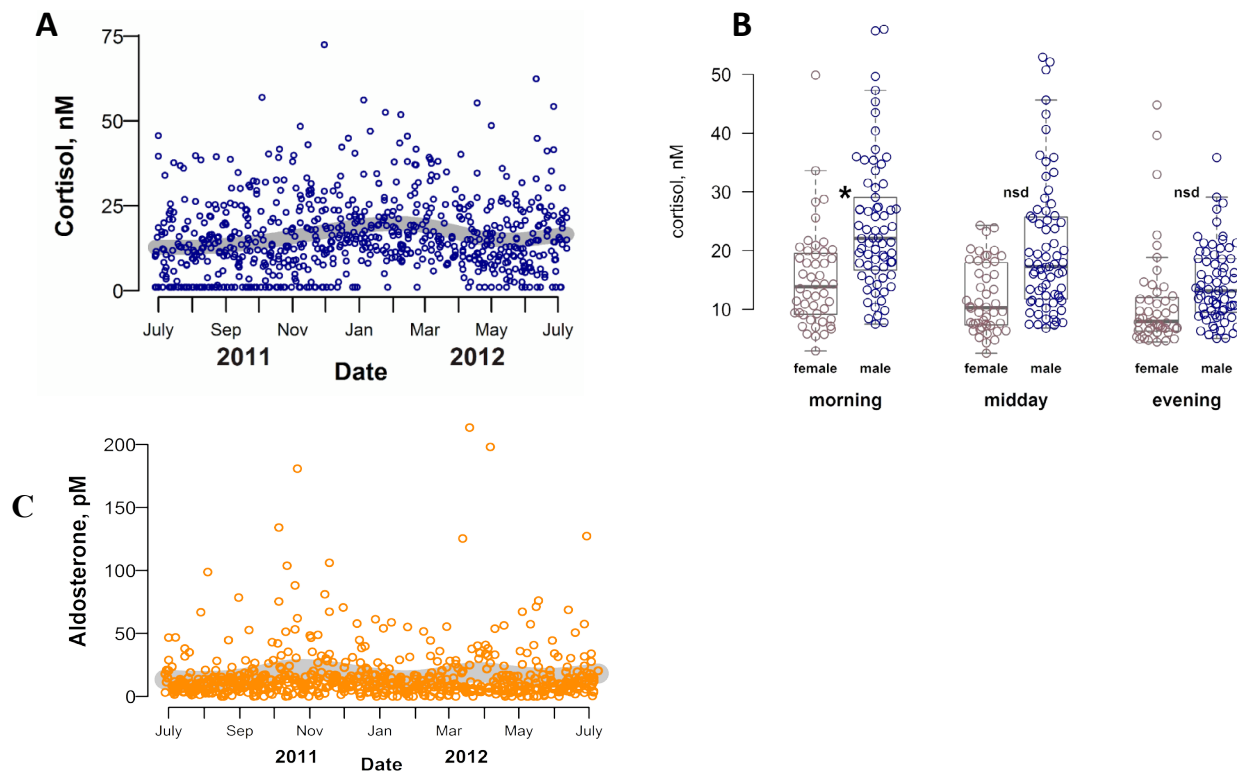 A
75
50
25
0
Cortisol, nM
July Sep Nov Jan Mar May July
2011 2012
Date
B
50
40
30
20
10
cortisol, nM
* nsd nsd
female male female male female male
morning midday evening
C
200
150
100
50
0
Aldosterone, pM
July Sep Nov Jan Mar May July
2011 2012
Date